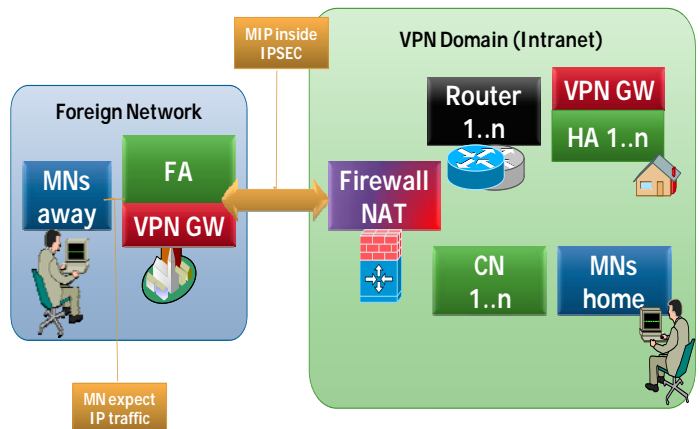 MIP inside
IPSEC
VPN Domain (Intranet)
Foreign Network
MNs
away
FA
VPN GW
Firewall
NAT
Router
1..n
VPN GW
HA 1..n
CN
1..n
MNs
home
MN expect
IP traffic